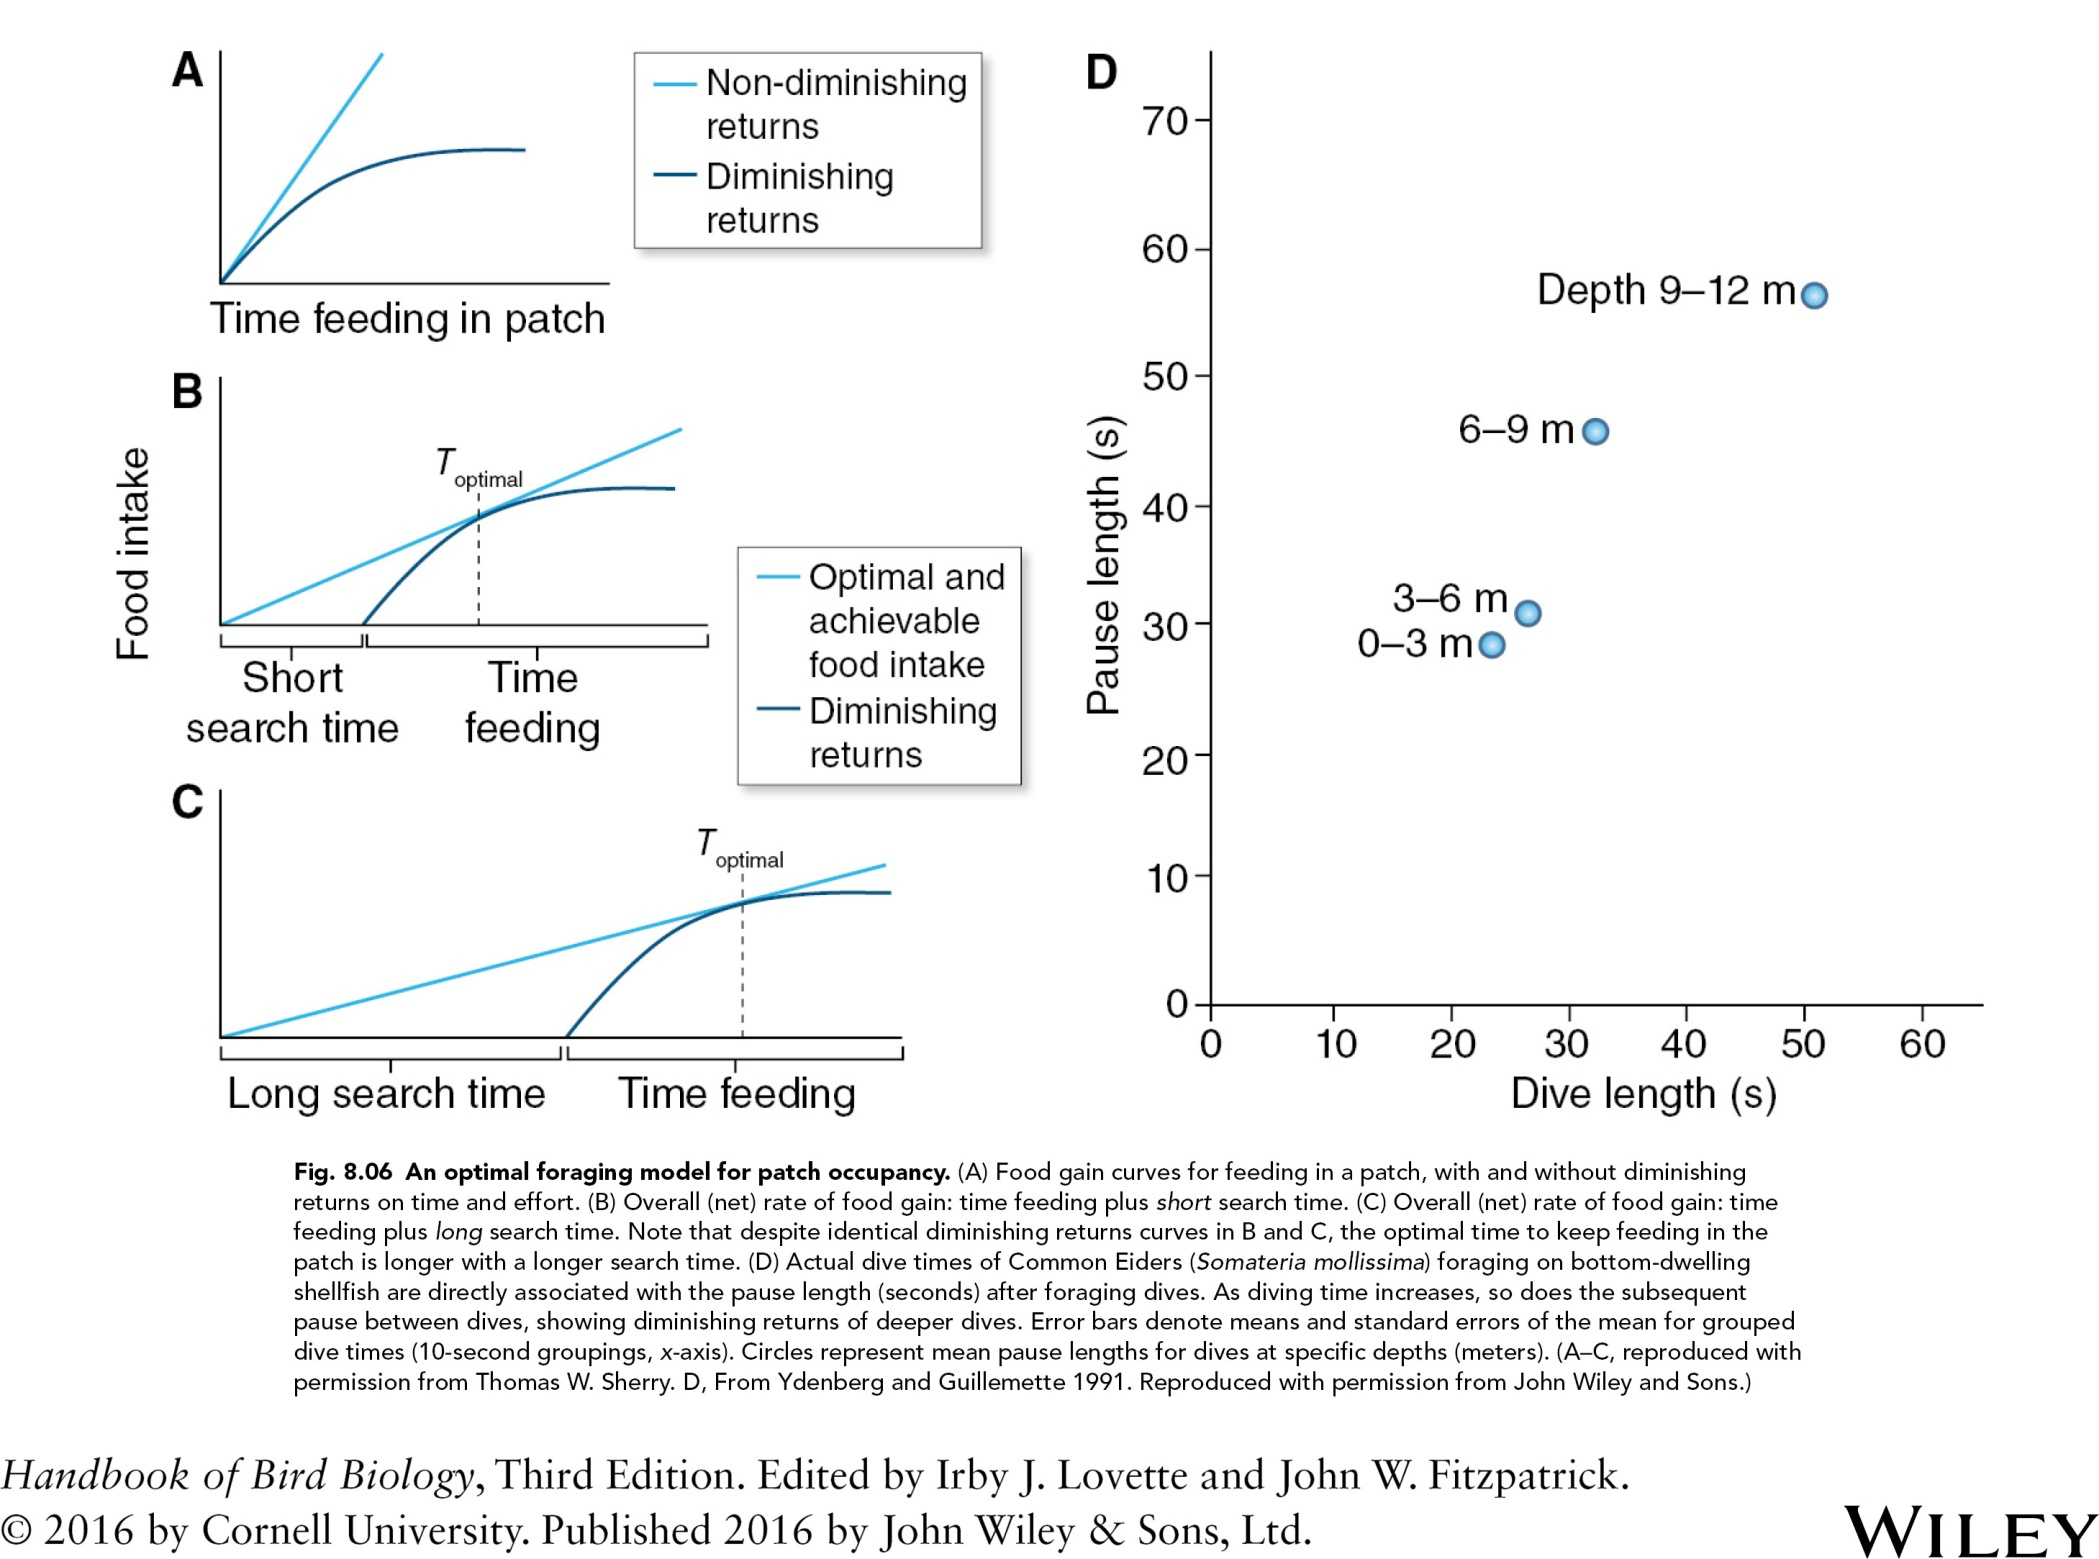 A
Non-diminishing
returns
Diminishing
returns
Time feeding in patch
B
T optimal
Food intake
Short
search time
Time
feeding
Optimal and
achievable
food intake
Diminishing
returns
C
T optimal
Long search time
Time feeding
D
70
60
50
40
30
20
10
0
Pause length (s)
Depth 9–12 m
6–9 m
3–6 m
0–3 m
0 10 20 30 40 50 60
Dive length (s)
Fig. 8.06 An optimal foraging model for patch occupancy. (A) Food gain curves for feeding in a patch, with and without diminishing
returns on time and effort. (B) Overall (net) rate of food gain: time feeding plus short search time. (C) Overall (net) rate of food gain: time
feeding plus long search time. Note that despite identical diminishing returns curves in B and C, the optimal time to keep feeding in the
patch is longer with a longer search time. (D) Actual dive times of Common Eiders (Somateria mollissima) foraging on bottom-dwelling
shellfish are directly associated with the pause length (seconds) after foraging dives. As diving time increases, so does the subsequent
pause between dives, showing diminishing returns of deeper dives. Error bars denote means and standard errors of the mean for grouped
dive times (10-second groupings, x-axis). Circles represent mean pause lengths for dives at specific depths (meters). (A–C, reproduced with
permission from Thomas W. Sherry. D, From Ydenberg and Guillemette 1991. Reproduced with permission from John Wiley and Sons.)
Handbook of Bird Biology, Third Edition. Edited by Irby J. Lovette and John W. Fitzpatrick.
© 2016 by Cornell University. Published 2016 by John Wiley & Sons, Ltd.
WILEY